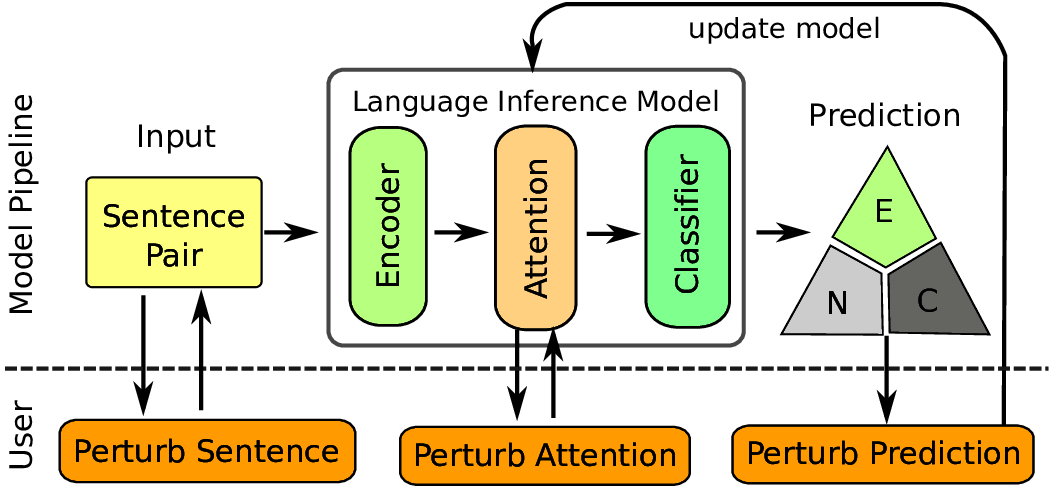 update model
Language Inference Model
Prediction
Input
Model Pipeline
Sentence
Pair
Encoder
Attention
Classifier
E
N
C
User
Perturb Sentence
Perturb Attention
Perturb Prediction